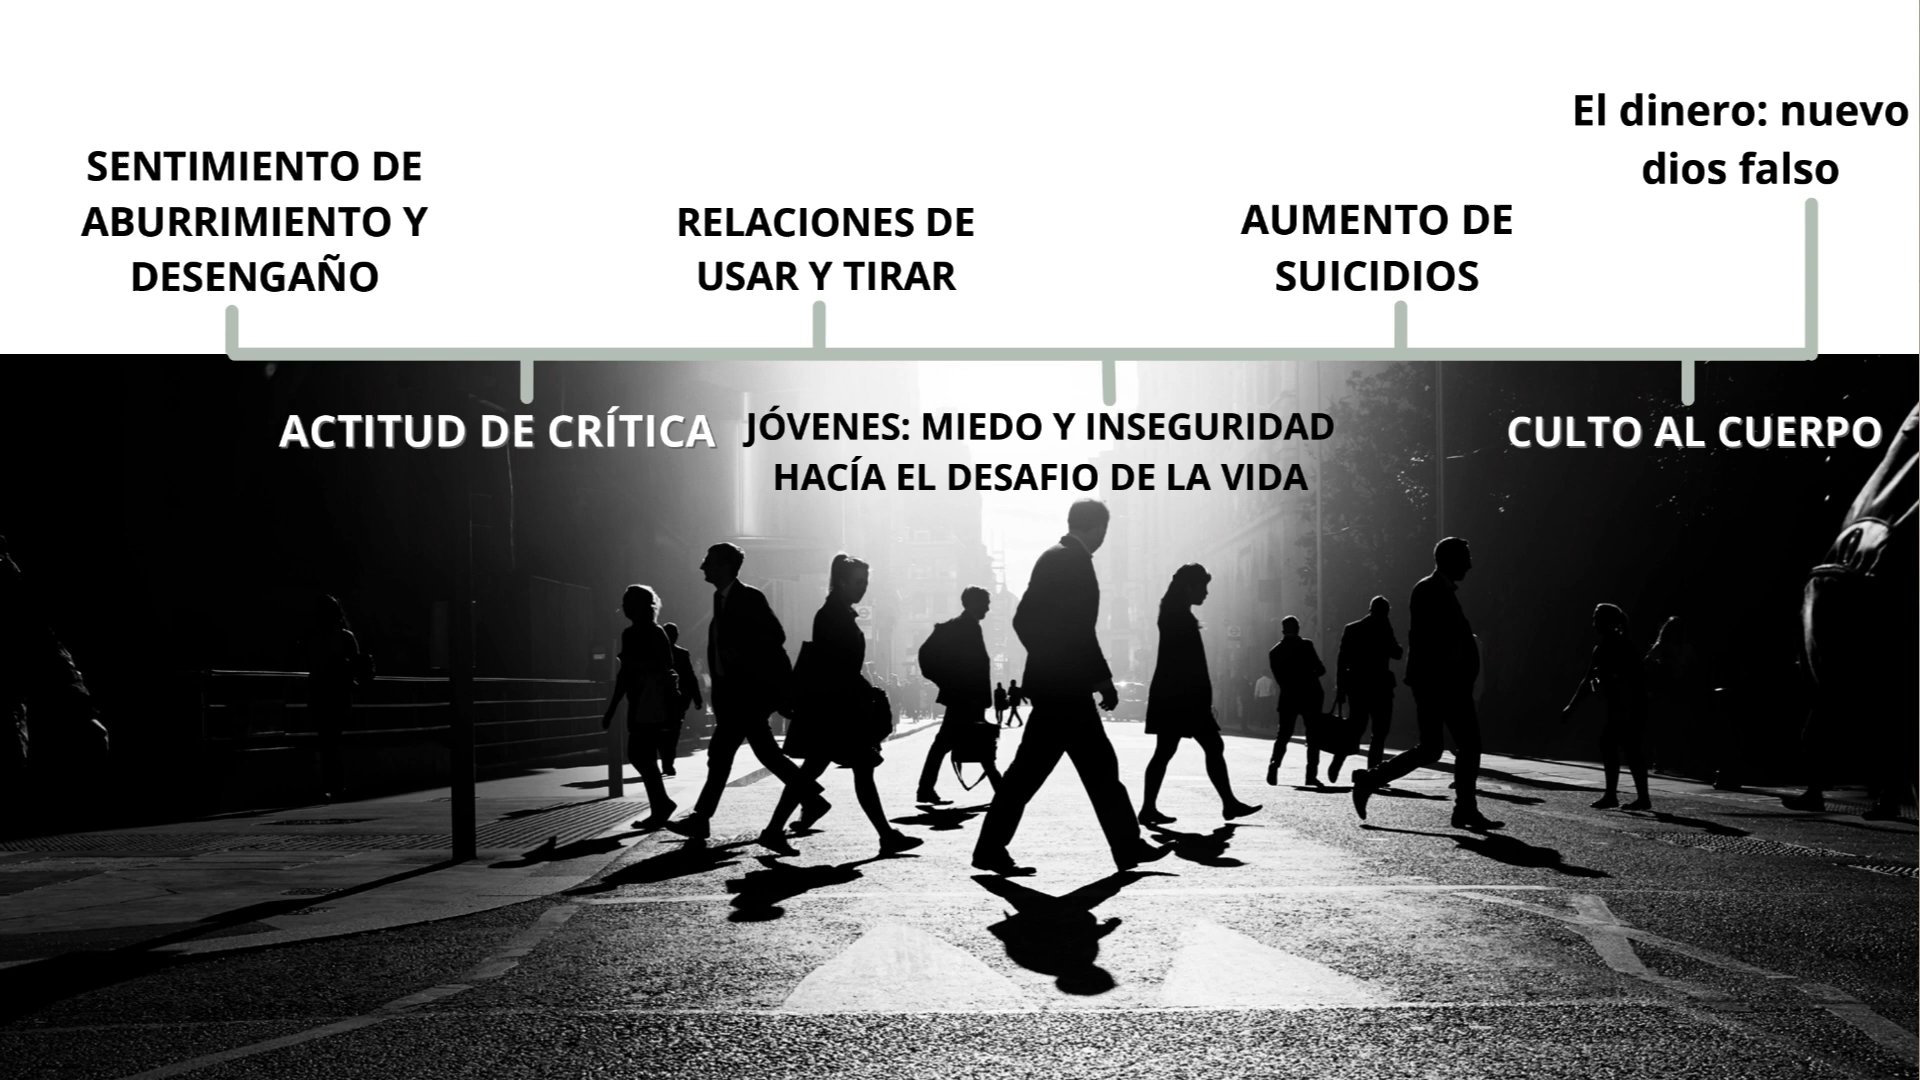 El dinero: nuevo
dios falso
SENTIMIENTO DE
ABURRIMIENTO Y
DESENGAÑO
RELACIONES DE
USAR Y TIRAR
AUMENTO DE
SUICIDIOS
ACTITUD DE CRÍTICA
JÓVENES: MIEDO Y INSEGURIDAD
HACÍA EL DESAFIO DE LA VIDA
CULTO AL CUERPO